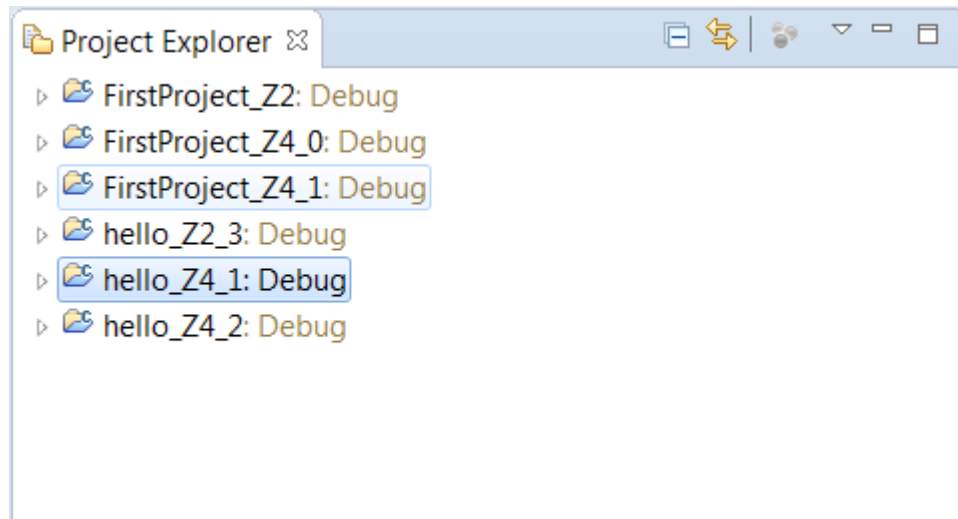 Project Explorer
FirstProject_Z2: Debug
FirstProject_Z4_0: Debug
FirstProject_Z4_1: Debug
hello_Z2_3: Debug
hello_Z4_1: Debug
hello_Z4_2: Debug